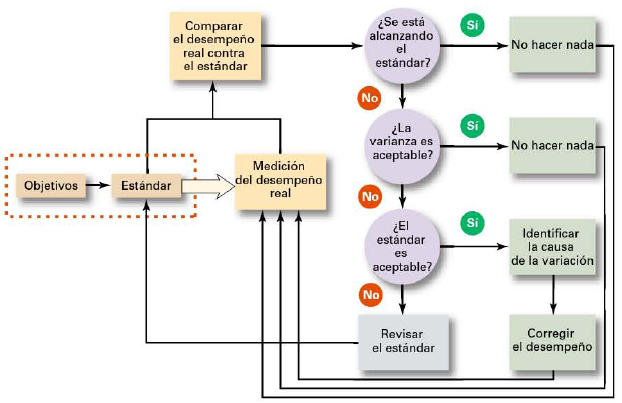 Comparar
el desempeño
real contra
el estándar
¿Se está
alcanzando
el
estándar?
Sí
No hacer nada
No
¿La
varianza es
aceptable?
Sí
No hacer nada
Objetivos
Estándar
Medición
del desempeño
real
No
¿El
estándar
es
aceptable?
Sí
Identificar
la causa
de la variación
No
Revisar
el estándar
Corregir
el desempeño